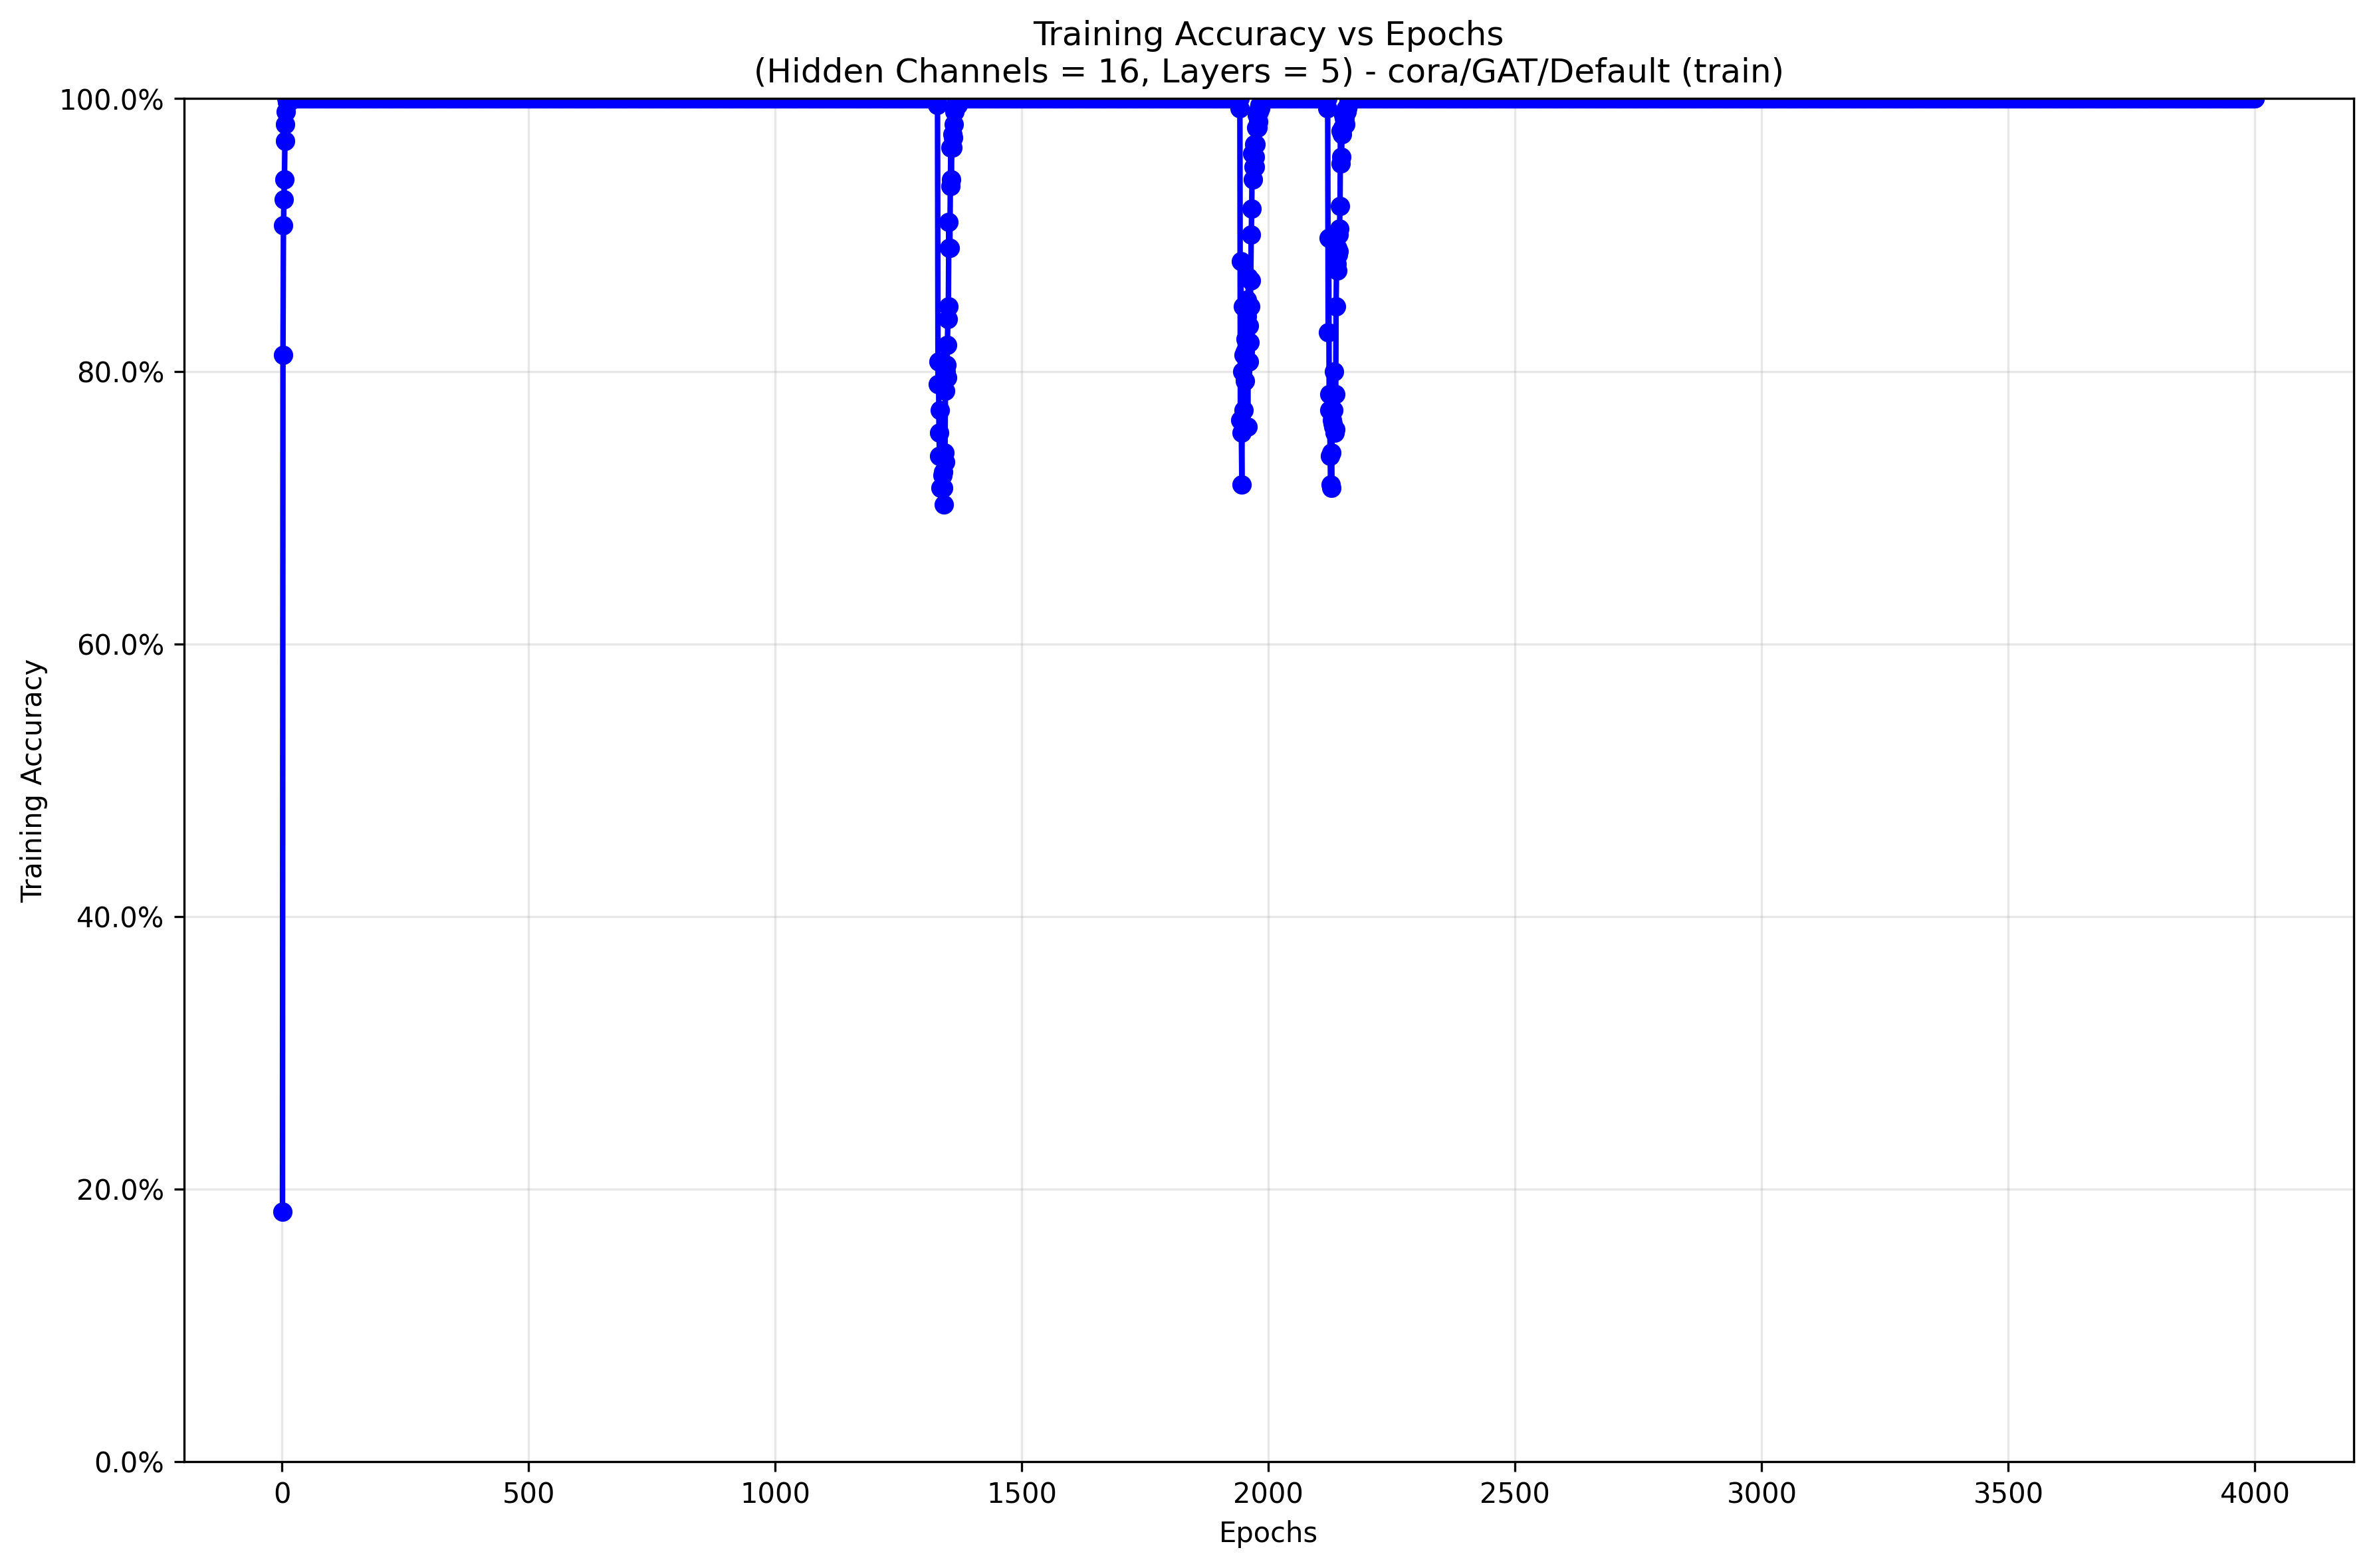 Training Accuracy vs Epochs
(Hidden Channels = 16, Layers = 5) - cora/GAT/Default (train)
100.0%
80.0%
60.0%
40.0%
20.0%
0.0%
Training Accuracy
0 500 1000 1500 2000 2500 3000 3500 4000
Epochs